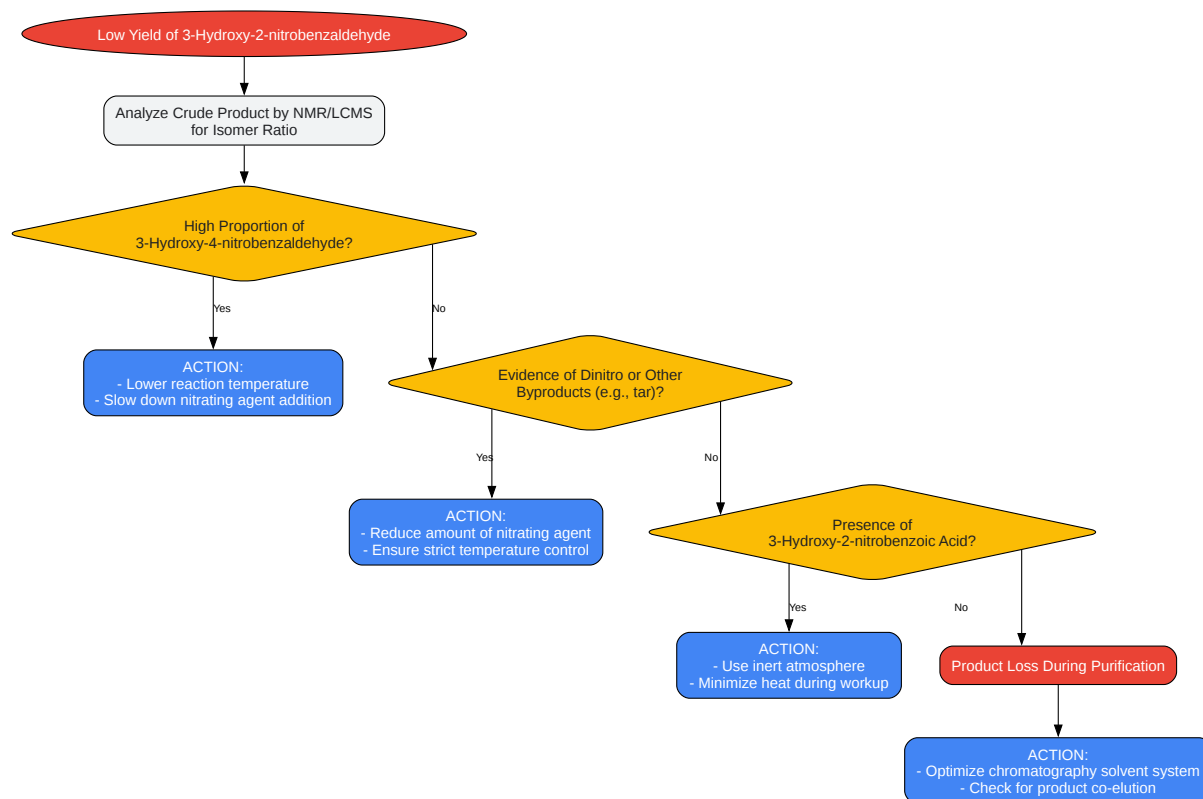 Low Yield of 3-Hydroxy-2-nitrobenzaldehyde
Analyze Crude Product by NMR/LCMS
for Isomer Ratio
High Proportion of
3-Hydroxy-4-nitrobenzaldehyde?
Yes
No
ACTION:
- Lower reaction temperature
- Slow down nitrating agent addition
Evidence of Dinitro or Other
Byproducts (e.g., tar)?
Yes
No
ACTION:
- Reduce amount of nitrating agent
- Ensure strict temperature control
Presence of
3-Hydroxy-2-nitrobenzoic Acid?
Yes
No
ACTION:
- Use inert atmosphere
- Minimize heat during workup
Product Loss During Purification
ACTION:
- Optimize chromatography solvent system
- Check for product co-elution